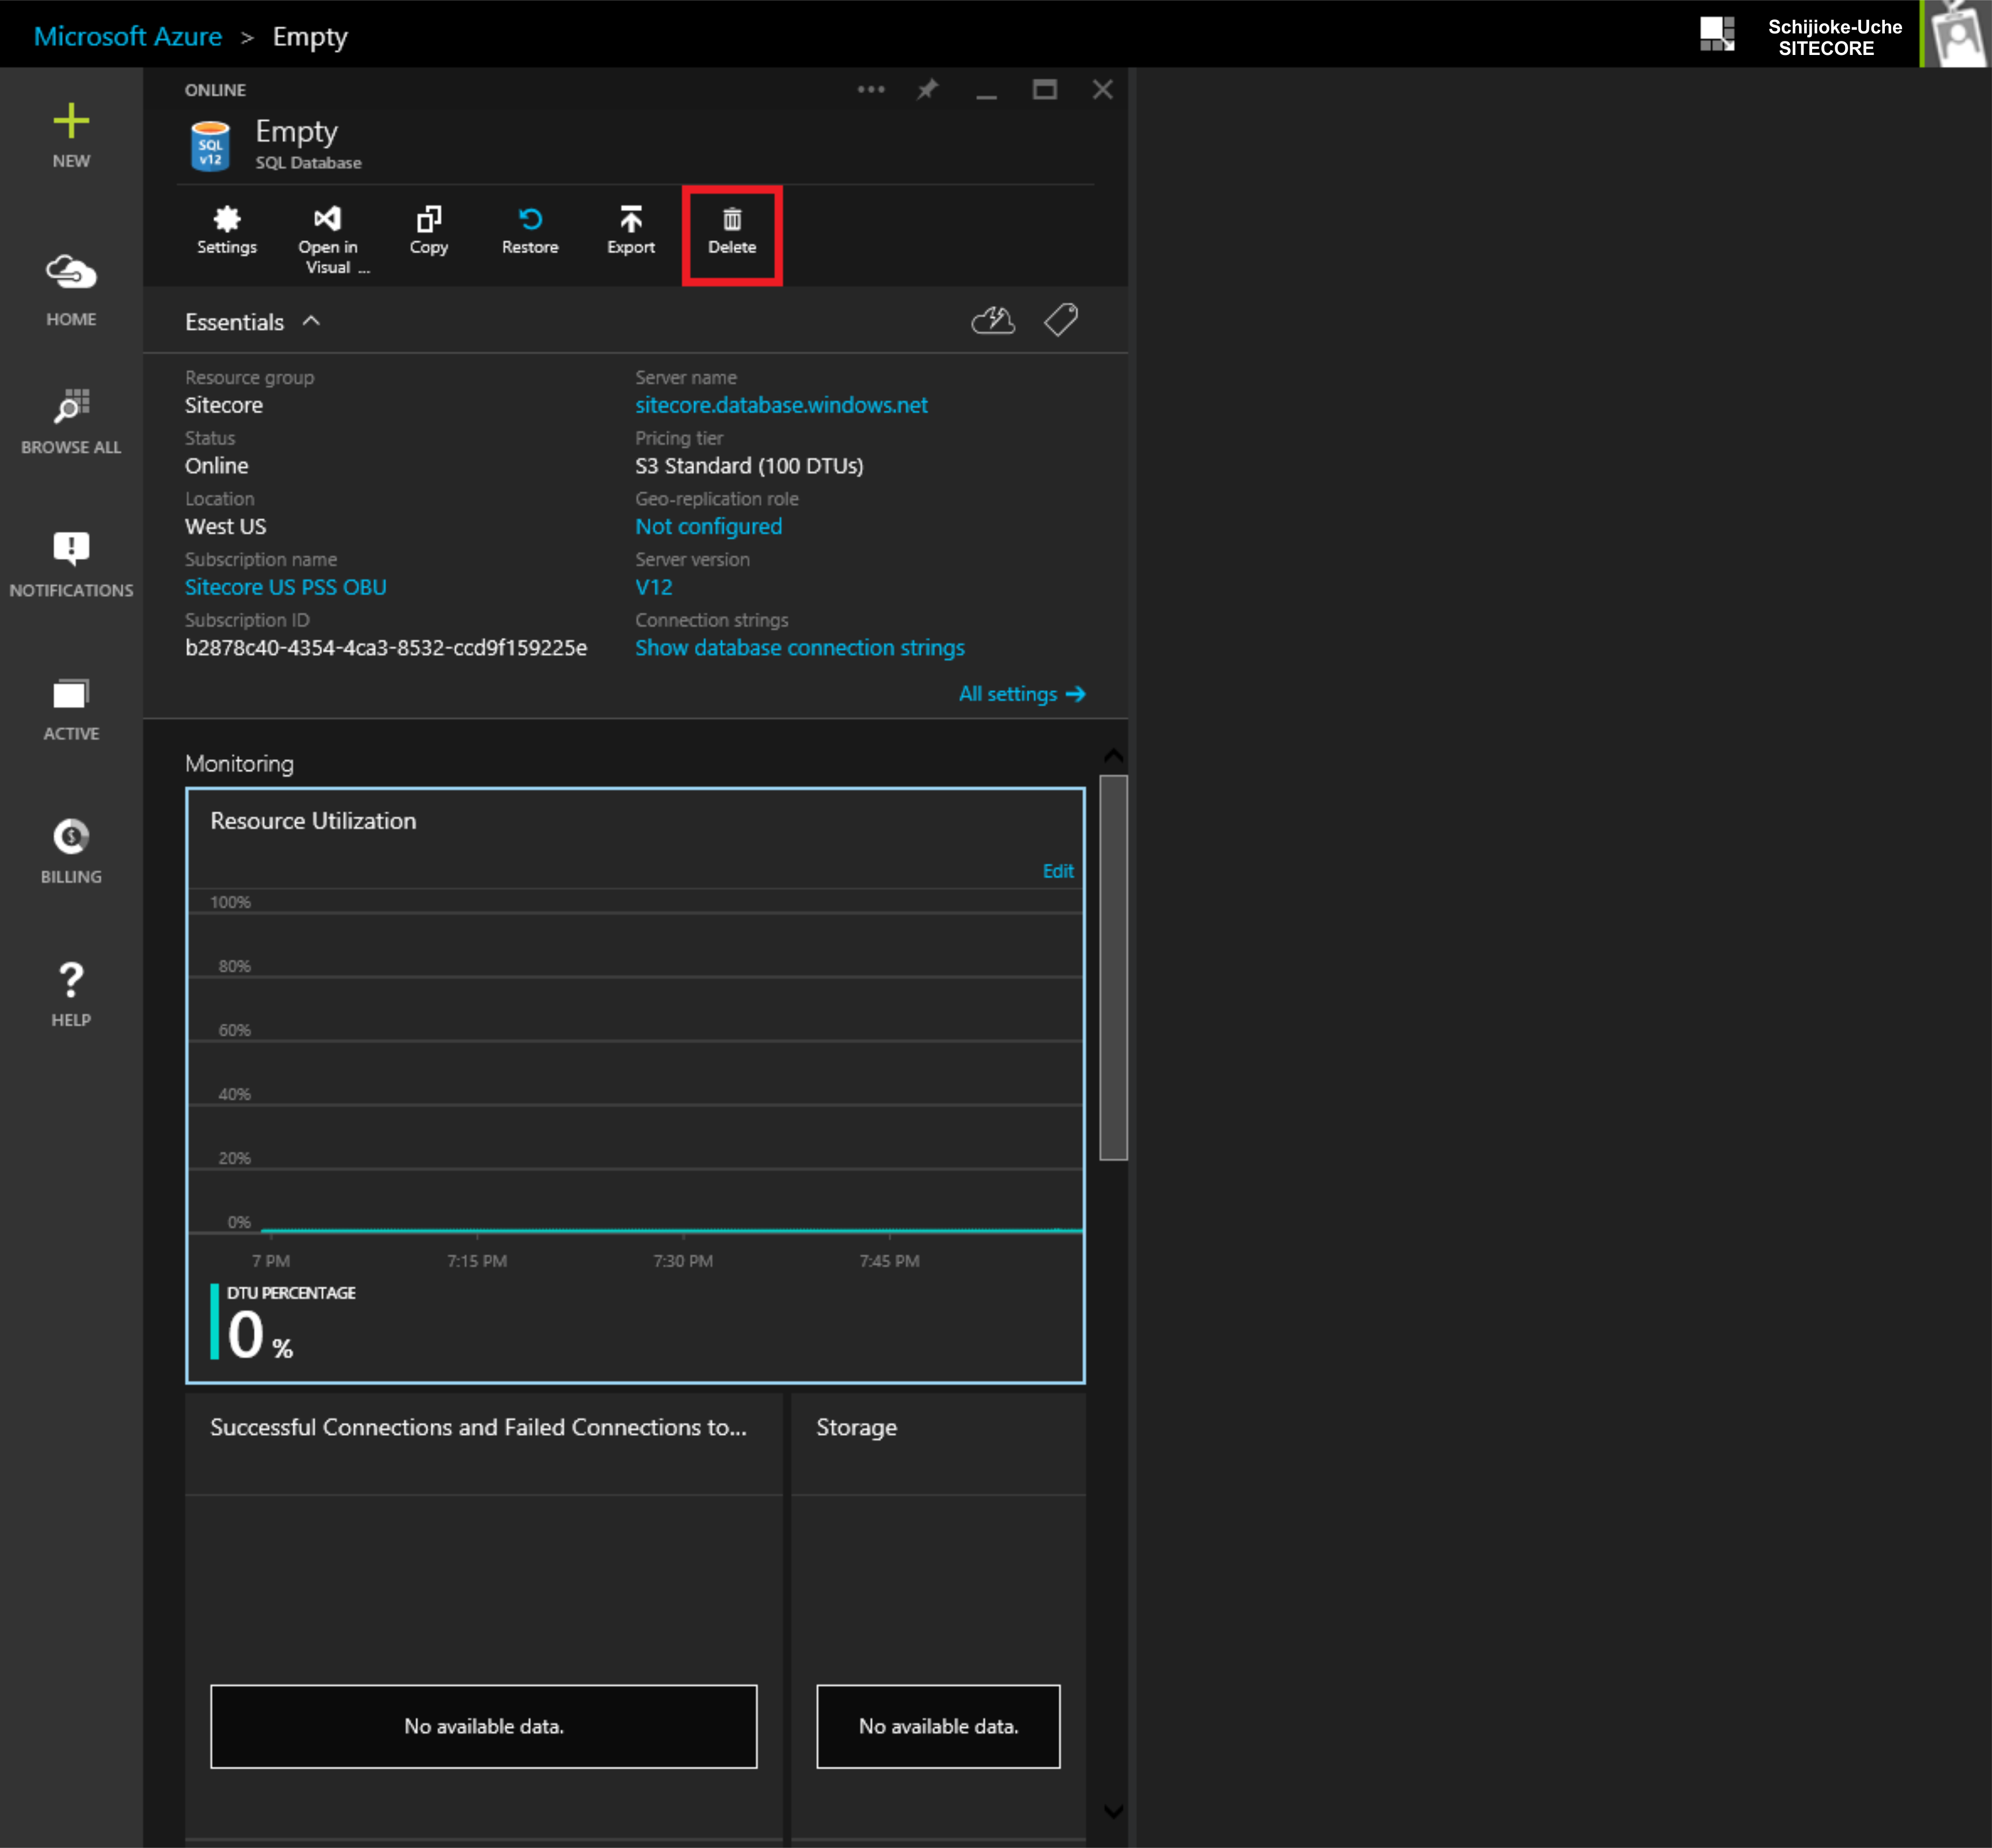 Microsoft Azure > Empty
Schijioke-Uche
SITECORE
NEW
HOME
BROWSE ALL
NOTIFICATIONS
ACTIVE
BILLING
HELP
ONLINE
Empty
SQL
v12
SQL Database
Settings
Open in
Visual ...
Copy
Restore
Export
Delete
Essentials
Resource group
Sitecore
Status
Online
Location
West US
Subscription name
Sitecore US PSS OBU
Subscription ID
b2878c40-4354-4ca3-8532-ccd9f159225e
Server name
sitecore.database.windows.net
Pricing tier
S3 Standard (100 DTUs)
Geo-replication role
Not configured
Server version
V12
Connection strings
Show database connection strings
All settings →
Monitoring
Resource Utilization
Edit
100%
80%
60%
40%
20%
0%
7 PM 7:15 PM 7:30 PM 7:45 PM
DTU PERCENTAGE
0 %
Successful Connections and Failed Connections to...
No available data.
Storage
No available data.